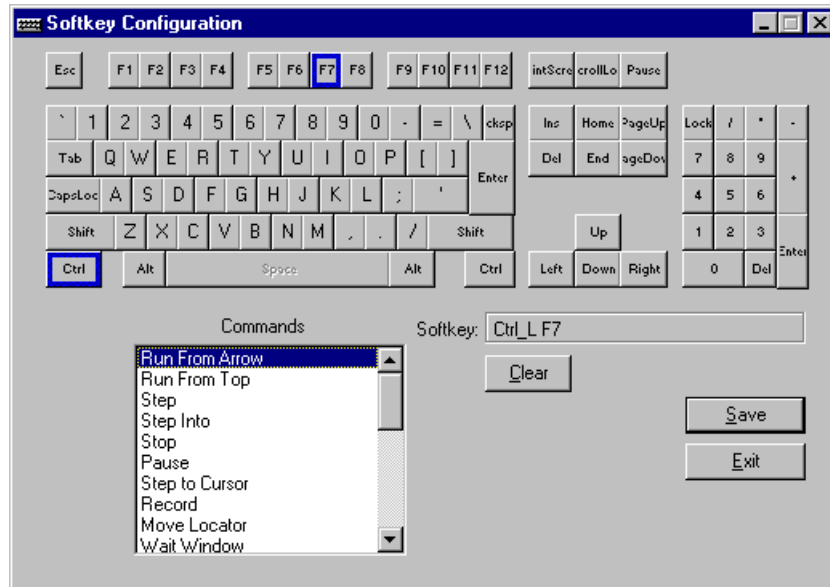 Softkey Configuration
Esc F1 F2 F3 F4 F5 F6 F7 F8 F9 F10 F11 F12 intScre crollLo Pause
` 1 2 3 4 5 6 7 8 9 0 - = \ cksp Ins Home PageUp Lock / * -
Tab Q W E R T Y U I O P [ ] Enter Del End ageDov 7 8 9 +
CapsLoc A S D F G H J K L ; ' 4 5 6
Shift Z X C V B N M , . / Shift Up 1 2 3 Enter
Ctrl Alt Space Alt Ctrl Left Down Right 0 Del
Commands
Softkey: Ctrl_L F7
Run From Arrow
Run From Top
Step
Step Into
Stop
Pause
Step to Cursor
Record
Move Locator
Wait Window
Clear
Save
Exit